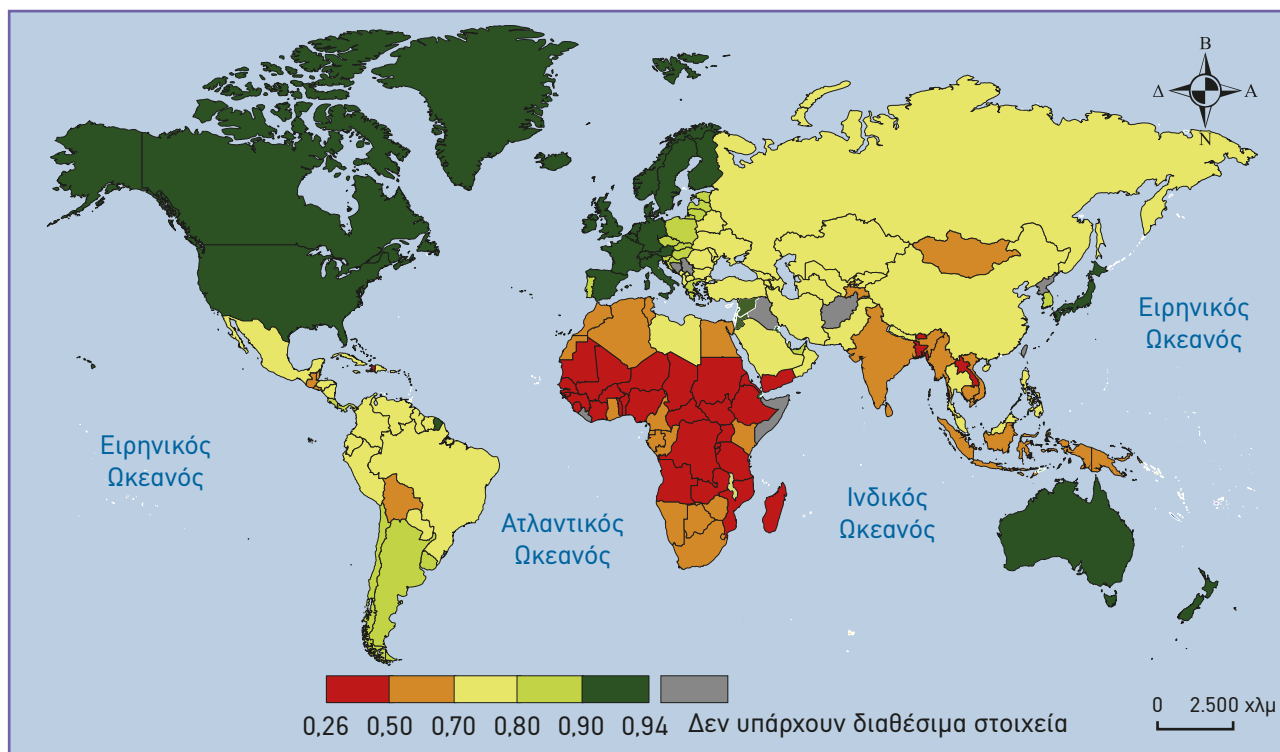 Β
Δ Α
Ν
Ειρηνικός
Ωκεανός
Ειρηνικός
Ωκεανός
Ατλαντικός
Ωκεανός
Ινδικός
Ωκεανός
0,26 0,50 0,70 0,80 0,90 0,94 Δεν υπάρχουν διαθέσιμα στοιχεία
0 2.500 χλμ